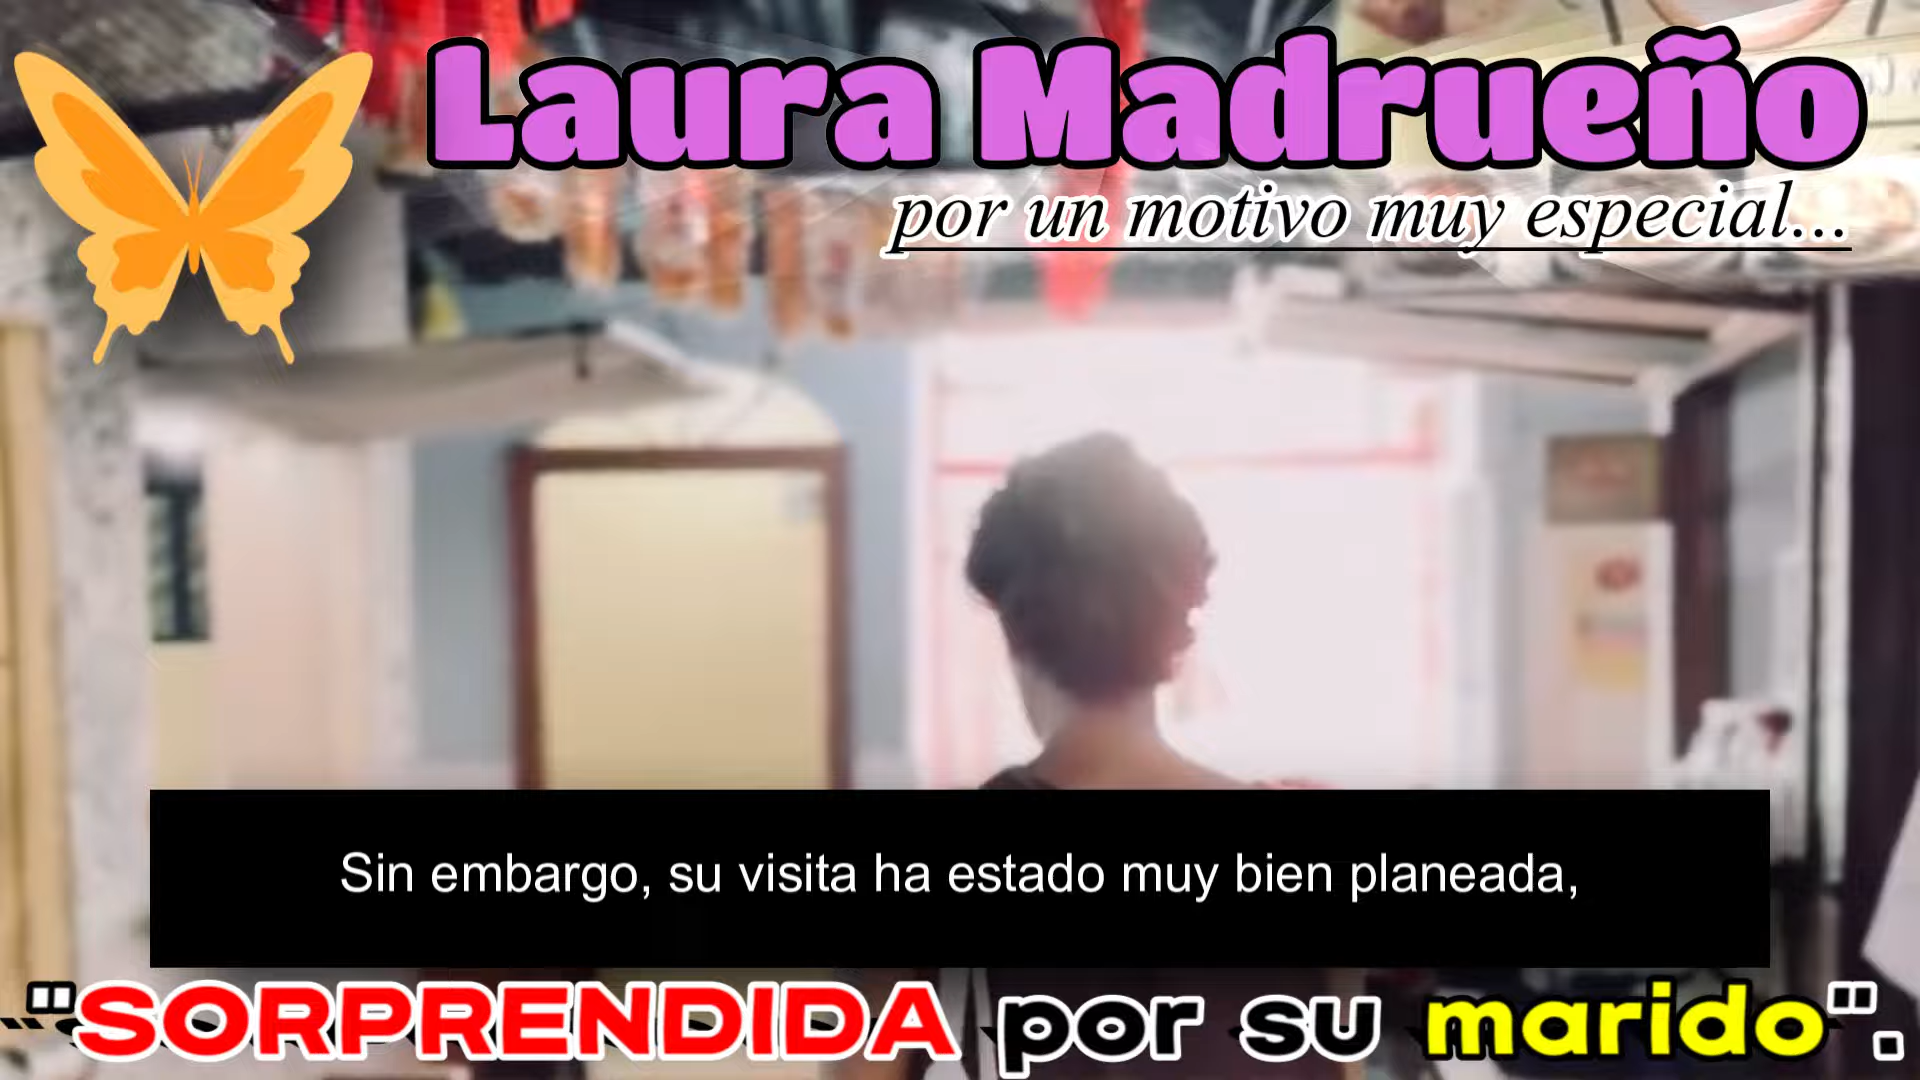 Laura Madrueño
por un motivo muy especial...
Sin embargo, su visita ha estado muy bien planeada,
"SORPRENDIDA por su marido".